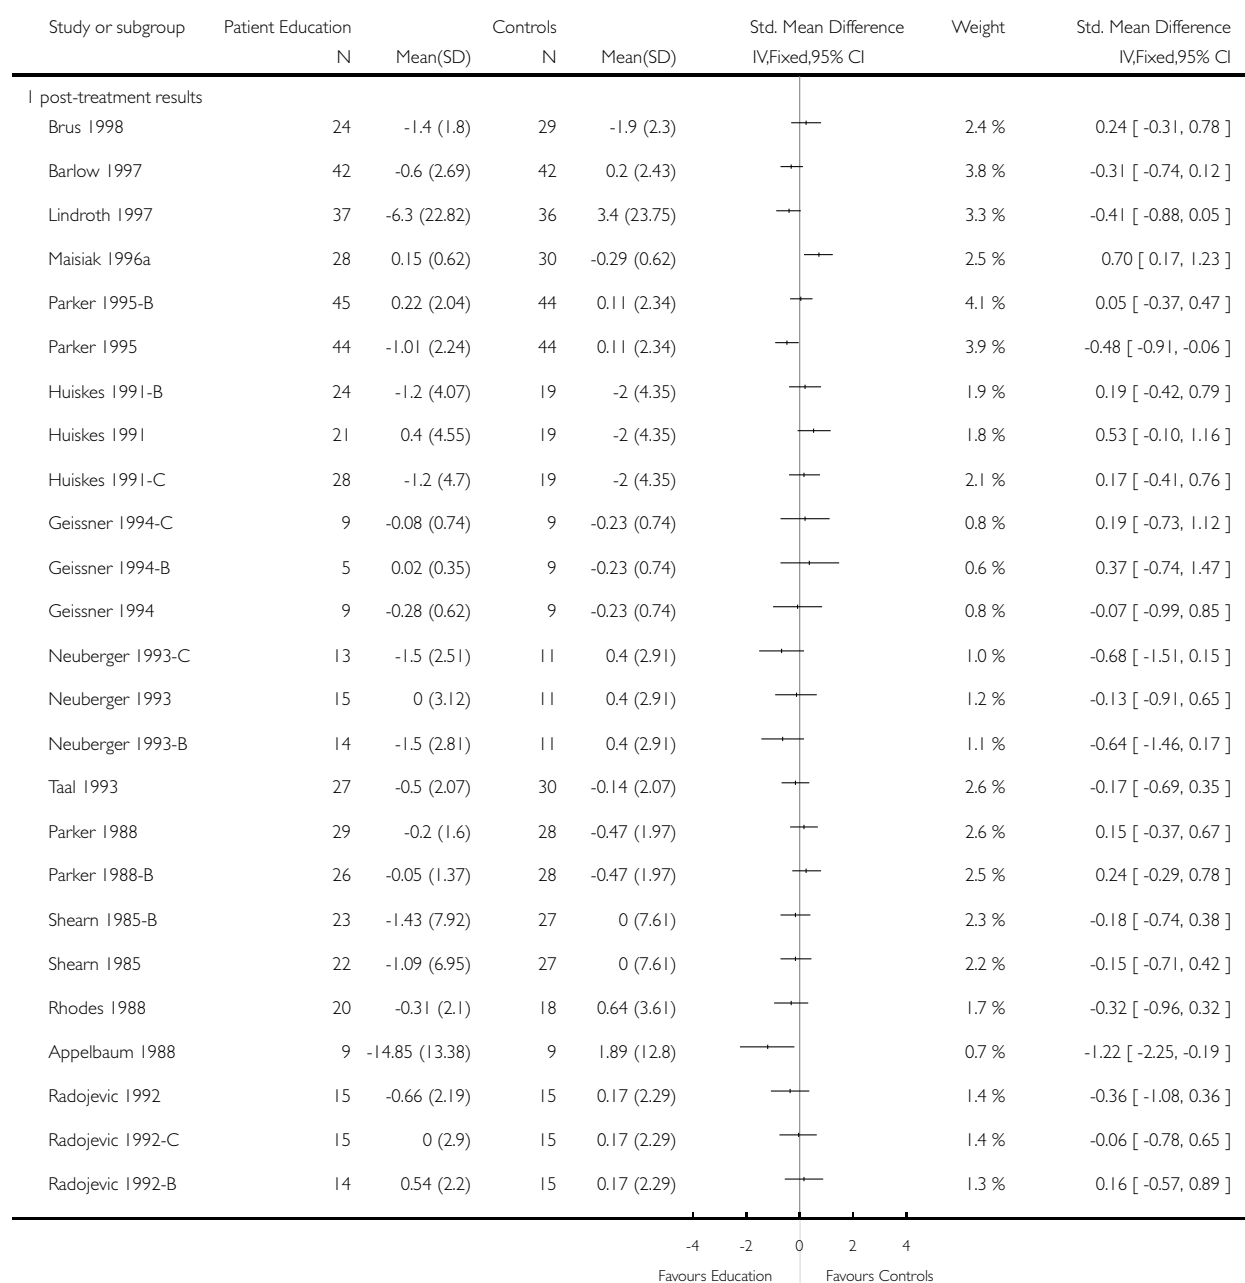 Study or subgroup Patient Education Controls Std. Mean Difference Weight Std. Mean Difference
N Mean(SD) N Mean(SD) IV,Fixed,95% CI IV,Fixed,95% CI
1 post-treatment results
Brus 1998 24 -1.4 (1.8) 29 -1.9 (2.3) 2.4 % 0.24 [ -0.31, 0.78 ]
Barlow 1997 42 -0.6 (2.69) 42 0.2 (2.43) 3.8 % -0.31 [ -0.74, 0.12 ]
Lindroth 1997 37 -6.3 (22.82) 36 3.4 (23.75) 3.3 % -0.41 [ -0.88, 0.05 ]
Maisiak 1996a 28 0.15 (0.62) 30 -0.29 (0.62) 2.5 % 0.70 [ 0.17, 1.23 ]
Parker 1995-B 45 0.22 (2.04) 44 0.11 (2.34) 4.1 % 0.05 [ -0.37, 0.47 ]
Parker 1995 44 -1.01 (2.24) 44 0.11 (2.34) 3.9 % -0.48 [ -0.91, -0.06 ]
Huiskes 1991-B 24 -1.2 (4.07) 19 -2 (4.35) 1.9 % 0.19 [ -0.42, 0.79 ]
Huiskes 1991 21 0.4 (4.55) 19 -2 (4.35) 1.8 % 0.53 [ -0.10, 1.16 ]
Huiskes 1991-C 28 -1.2 (4.7) 19 -2 (4.35) 2.1 % 0.17 [ -0.41, 0.76 ]
Geissner 1994-C 9 -0.08 (0.74) 9 -0.23 (0.74) 0.8 % 0.19 [ -0.73, 1.12 ]
Geissner 1994-B 5 0.02 (0.35) 9 -0.23 (0.74) 0.6 % 0.37 [ -0.74, 1.47 ]
Geissner 1994 9 -0.28 (0.62) 9 -0.23 (0.74) 0.8 % -0.07 [ -0.99, 0.85 ]
Neuberger 1993-C 13 -1.5 (2.51) 11 0.4 (2.91) 1.0 % -0.68 [ -1.51, 0.15 ]
Neuberger 1993 15 0 (3.12) 11 0.4 (2.91) 1.2 % -0.13 [ -0.91, 0.65 ]
Neuberger 1993-B 14 -1.5 (2.81) 11 0.4 (2.91) 1.1 % -0.64 [ -1.46, 0.17 ]
Taal 1993 27 -0.5 (2.07) 30 -0.14 (2.07) 2.6 % -0.17 [ -0.69, 0.35 ]
Parker 1988 29 -0.2 (1.6) 28 -0.47 (1.97) 2.6 % 0.15 [ -0.37, 0.67 ]
Parker 1988-B 26 -0.05 (1.37) 28 -0.47 (1.97) 2.5 % 0.24 [ -0.29, 0.78 ]
Shearn 1985-B 23 -1.43 (7.92) 27 0 (7.61) 2.3 % -0.18 [ -0.74, 0.38 ]
Shearn 1985 22 -1.09 (6.95) 27 0 (7.61) 2.2 % -0.15 [ -0.71, 0.42 ]
Rhodes 1988 20 -0.31 (2.1) 18 0.64 (3.61) 1.7 % -0.32 [ -0.96, 0.32 ]
Appelbaum 1988 9 -14.85 (13.38) 9 1.89 (12.8) 0.7 % -1.22 [ -2.25, -0.19 ]
Radojevic 1992 15 -0.66 (2.19) 15 0.17 (2.29) 1.4 % -0.36 [ -1.08, 0.36 ]
Radojevic 1992-C 15 0 (2.9) 15 0.17 (2.29) 1.4 % -0.06 [ -0.78, 0.65 ]
Radojevic 1992-B 14 0.54 (2.2) 15 0.17 (2.29) 1.3 % 0.16 [ -0.57, 0.89 ]
-4 -2 0 2 4
Favours Education Favours Controls